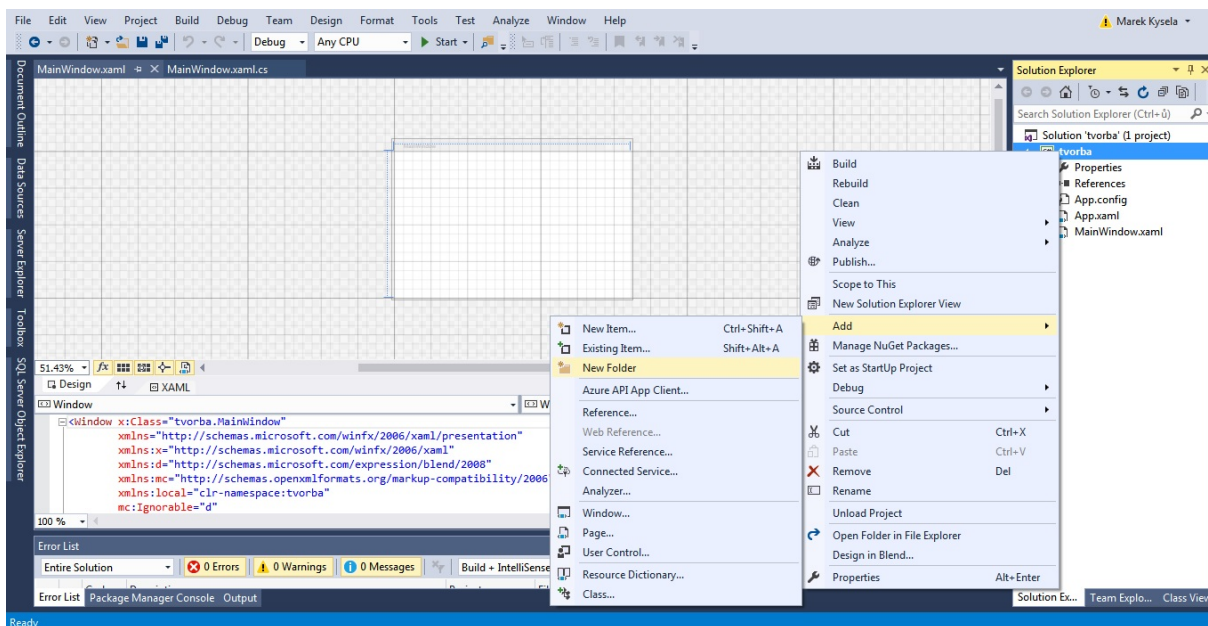 File Edit View Project Build Debug Team Design Format Tools Test Analyze Window Help Marek Kysela
Debug Any CPU Start
Document Outline
Data Sources
Server Explorer
Toolbox
SQL Server Object Explorer
MainWindow.xaml MainWindow.xaml.cs
MainWindow
51.43%
Design XAML
Window W
<Window x:Class="tvorba.MainWindow"
xmlns="http://schemas.microsoft.com/winfx/2006/xaml/presentation"
xmlns:x="http://schemas.microsoft.com/winfx/2006/xaml"
xmlns:d="http://schemas.microsoft.com/expression/blend/2008"
xmlns:mc="http://schemas.openxmlformats.org/markup-compatibility/2006
xmlns:local="clr-namespace:tvorba"
mc:Ignorable="d"
100 %
Error List
Entire Solution 0 Errors 0 Warnings 0 Messages Build + IntelliSense
Error List Package Manager Console Output
Ready
New Item... Ctrl+Shift+A
Existing Item... Shift+Alt+A
New Folder
Azure API App Client...
Reference...
Web Reference...
Service Reference...
Connected Service...
Analyzer...
Window...
Page...
User Control...
Resource Dictionary...
Class...
Build
Rebuild
Clean
View
Analyze
Publish...
Scope to This
New Solution Explorer View
Add
Manage NuGet Packages...
Set as StartUp Project
Debug
Source Control
Cut Ctrl+X
Paste Ctrl+V
Remove Del
Rename
Unload Project
Open Folder in File Explorer
Design in Blend...
Properties Alt+Enter
Solution Explorer
Search Solution Explorer (Ctrl+ů)
Solution 'tvorba' (1 project)
tvorba
Properties
References
App.config
App.xaml
MainWindow.xaml
Solution Ex... Team Explo... Class View